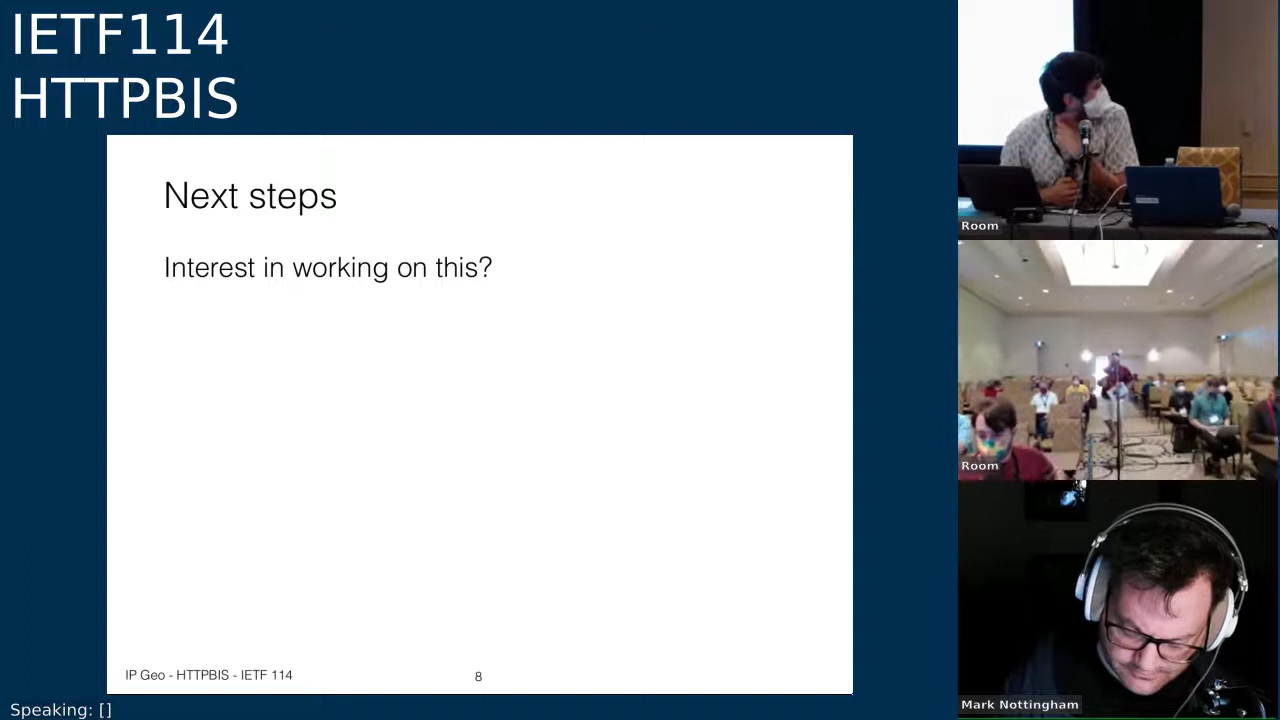 IETF114
HTTPBIS
Next steps
Interest in working on this?
IP Geo - HTTPBIS - IETF 114
8
Speaking: []
Room
Room
Mark Nottingham